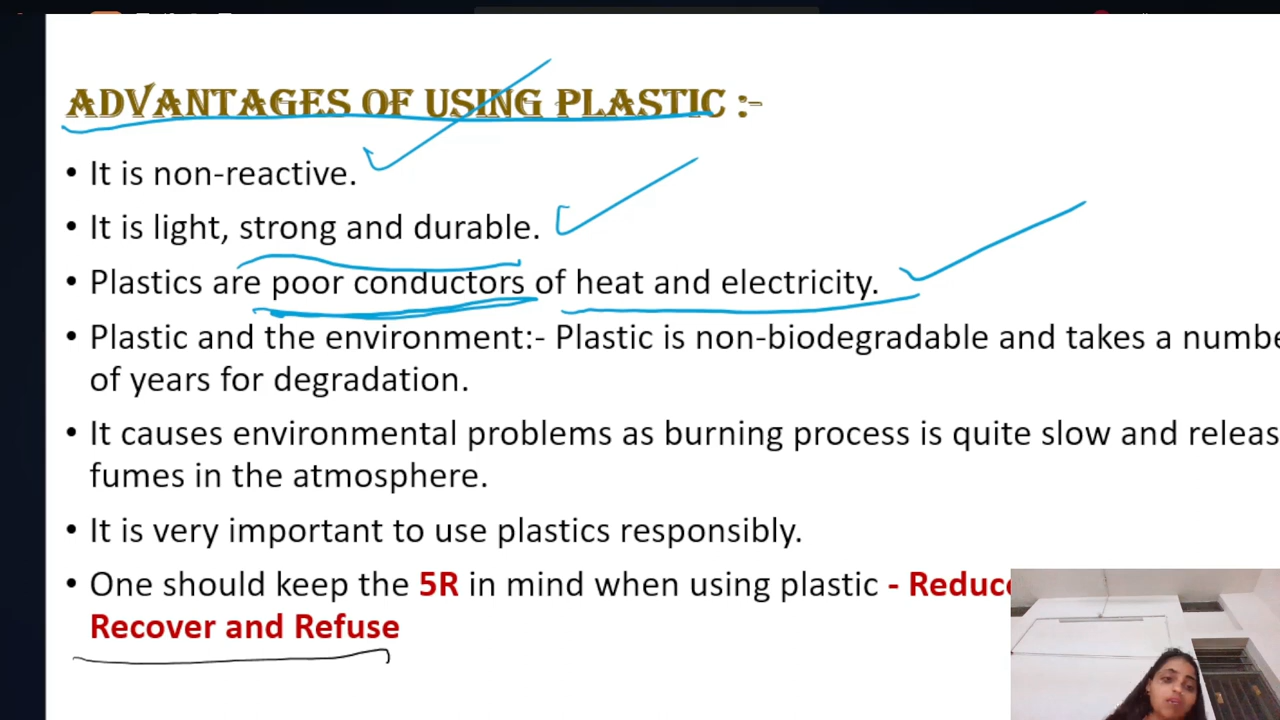 ADVANTAGES OF USING PLASTIC :-
• It is non-reactive.
• It is light, strong and durable.
• Plastics are poor conductors of heat and electricity.
• Plastic and the environment:- Plastic is non-biodegradable and takes a numbe
of years for degradation.
• It causes environmental problems as burning process is quite slow and releas
fumes in the atmosphere.
• It is very important to use plastics responsibly.
• One should keep the 5R in mind when using plastic - Reduc
Recover and Refuse